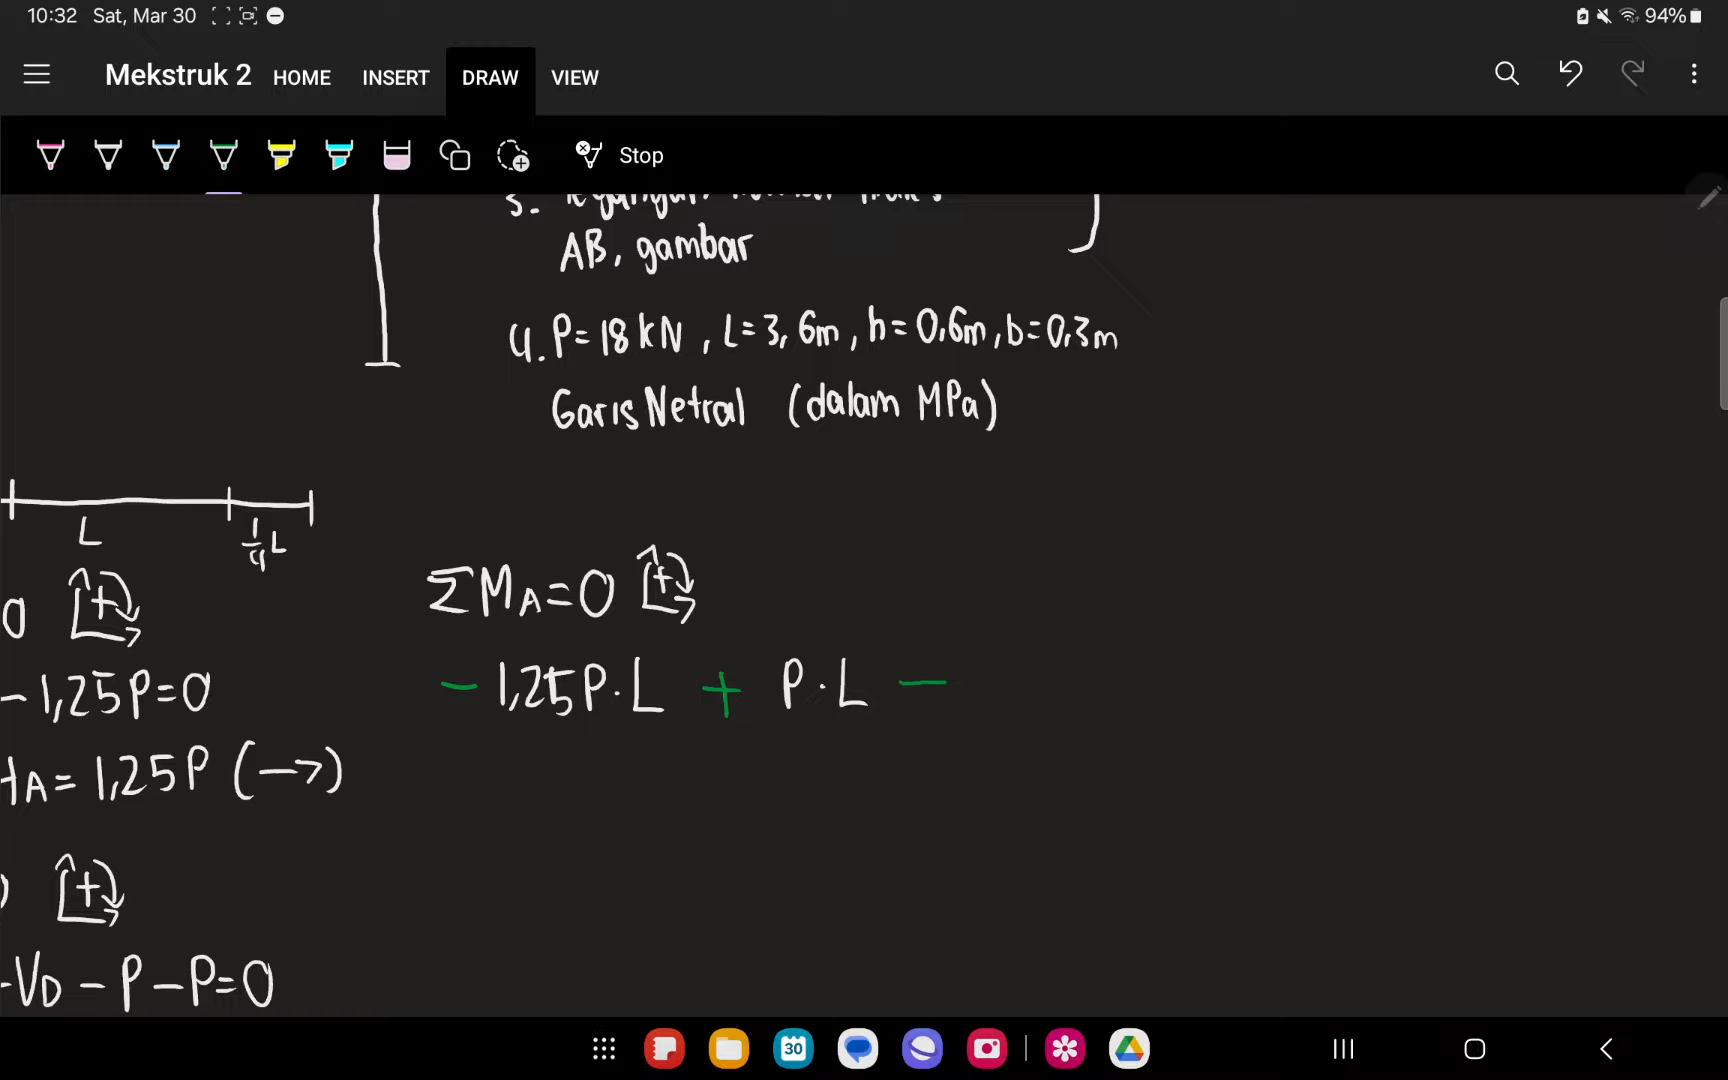 10:32 Sat, Mar 30
94%
Mekstruk 2 HOME INSERT DRAW VIEW
Stop
3.
AB, gambar
4. P=18 kN, L=3,6m, h=0,6m, b=0,3m
Garis Netral (dalam MPa)
L
1/4 L
ΣMA=0 +
0 +
- 1,25P·L + P·L -
-1,25P=0
HA= 1,25P (→)
+
-VD - P - P=0
30